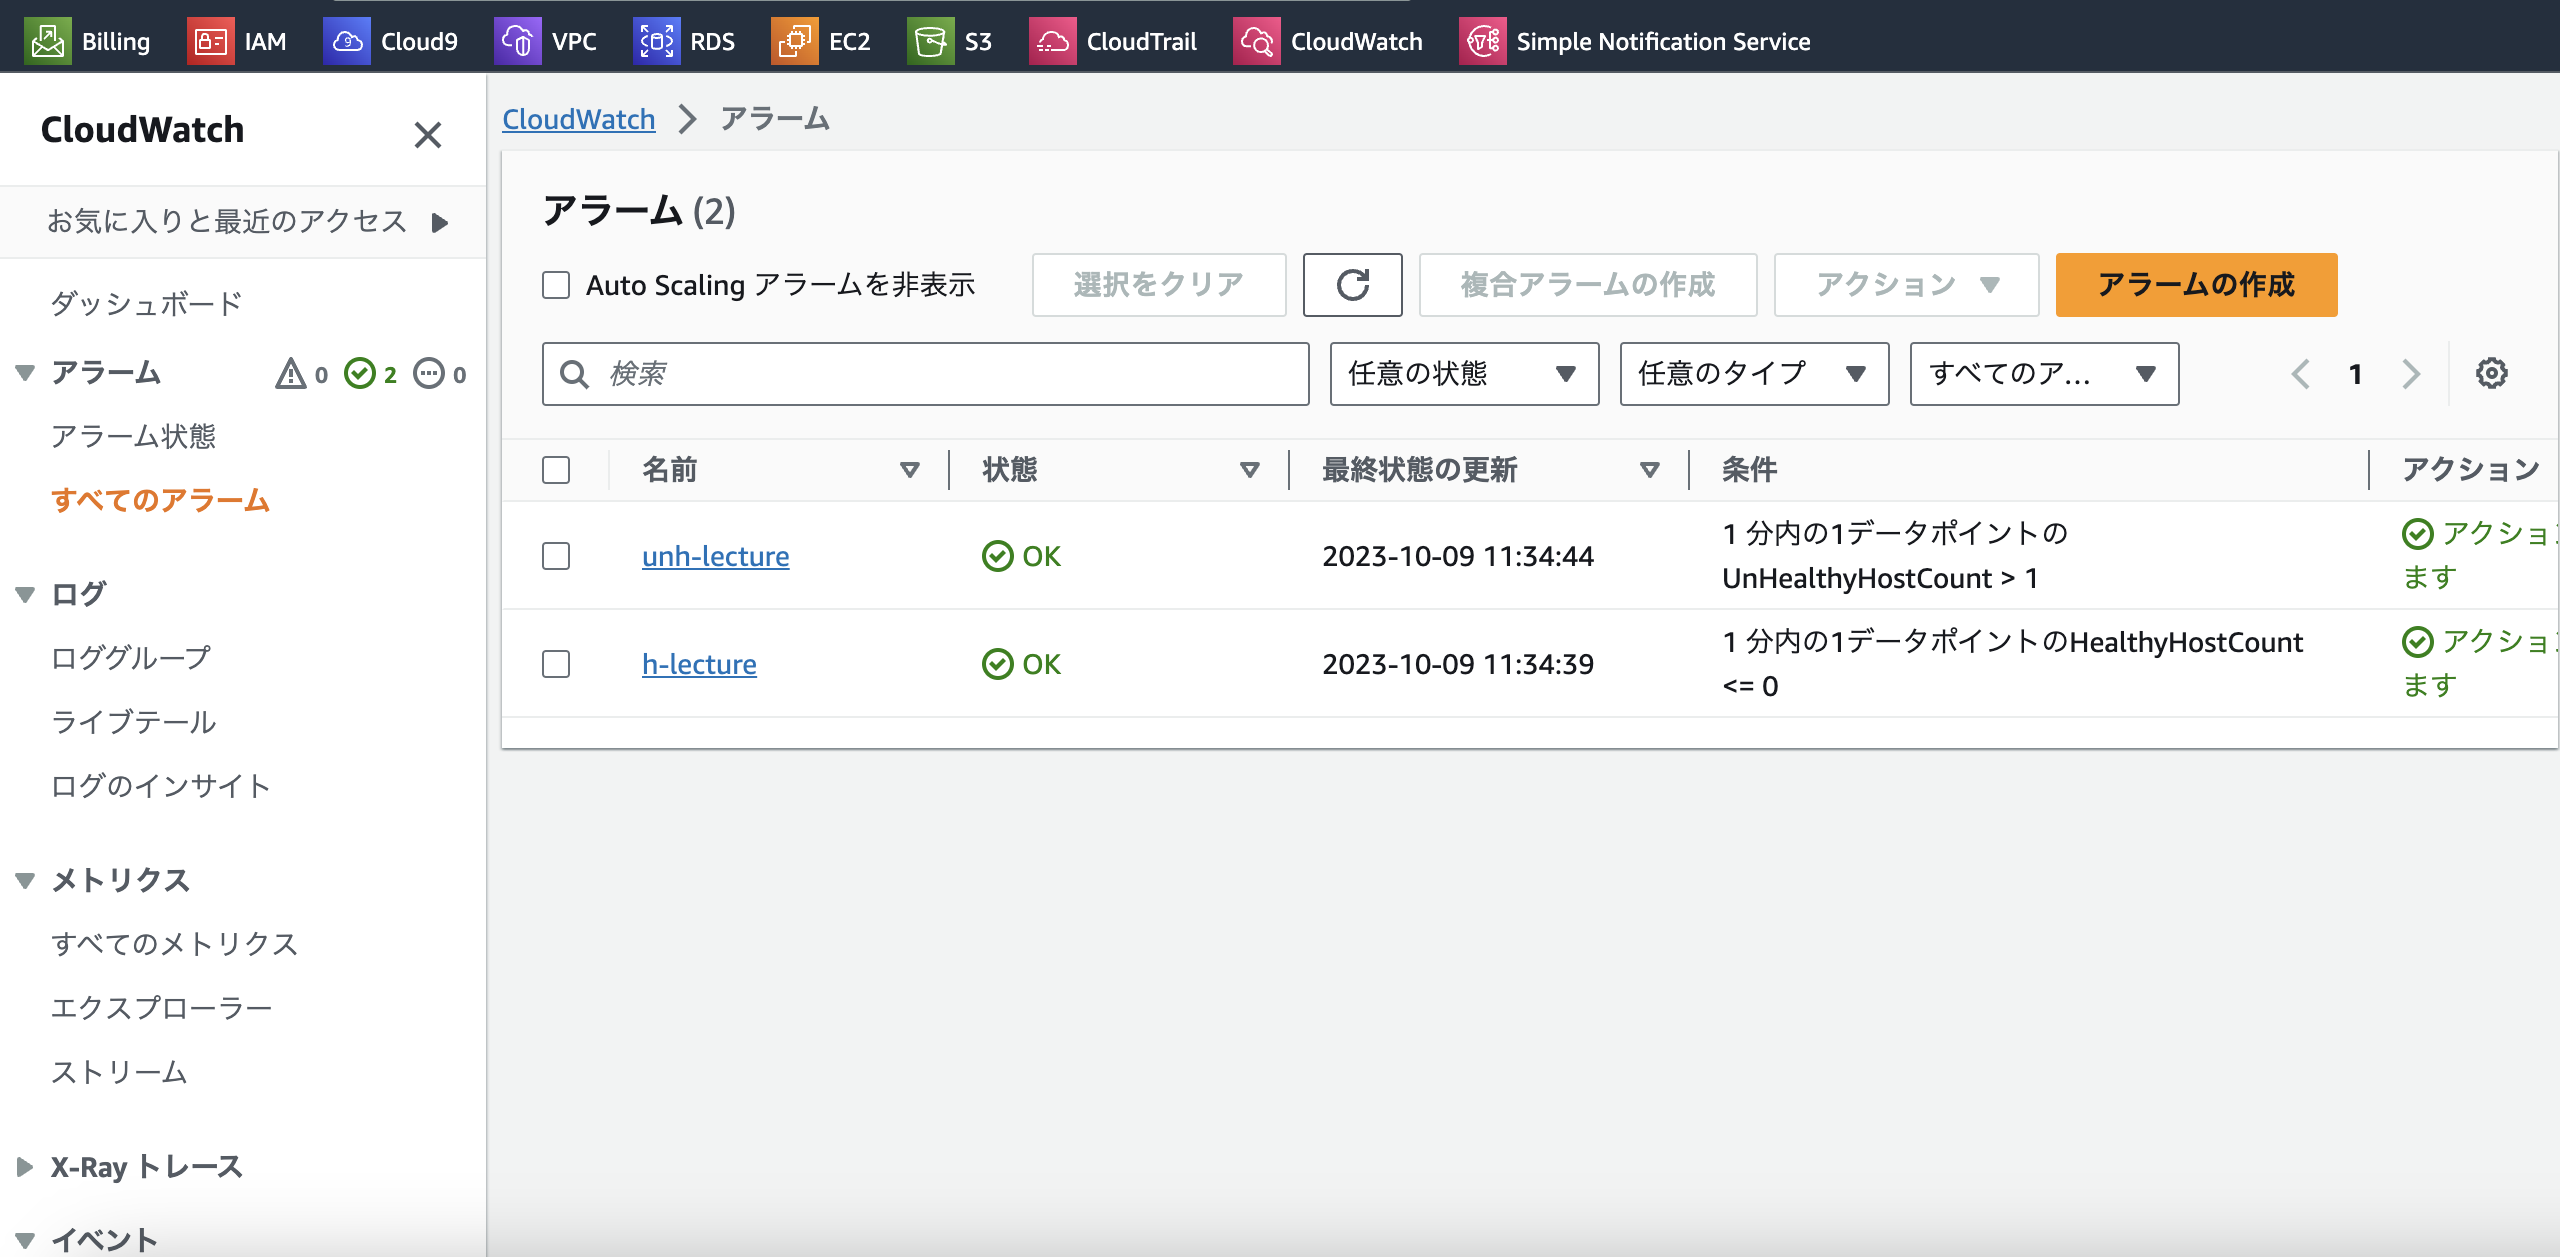 Billing IAM Cloud9 VPC RDS EC2 S3 CloudTrail CloudWatch Simple Notification Service
CloudWatch
お気に入りと最近のアクセス
ダッシュボード
アラーム 0 2 0
アラーム状態
すべてのアラーム
ログ
ロググループ
ライブテール
ログのインサイト
メトリクス
すべてのメトリクス
エクスプローラー
ストリーム
X-Ray トレース
イベント
CloudWatch アラーム
アラーム (2)
Auto Scaling アラームを非表示 選択をクリア 複合アラームの作成 アクション アラームの作成
検索 任意の状態 任意のタイプ すべてのア... 1
名前 状態 最終状態の更新 条件 アクション
unh-lecture OK 2023-10-09 11:34:44 1 分内の1データポイントの
UnHealthyHostCount > 1
アクショ
ます
h-lecture OK 2023-10-09 11:34:39 1 分内の1データポイントのHealthyHostCount
<= 0
アクショ
ます